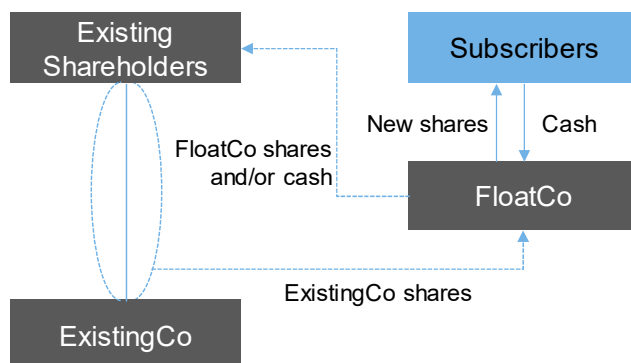 Existing
Shareholders
Subscribers
New shares
Cash
FloatCo shares
and/or cash
FloatCo
ExistingCo shares
ExistingCo